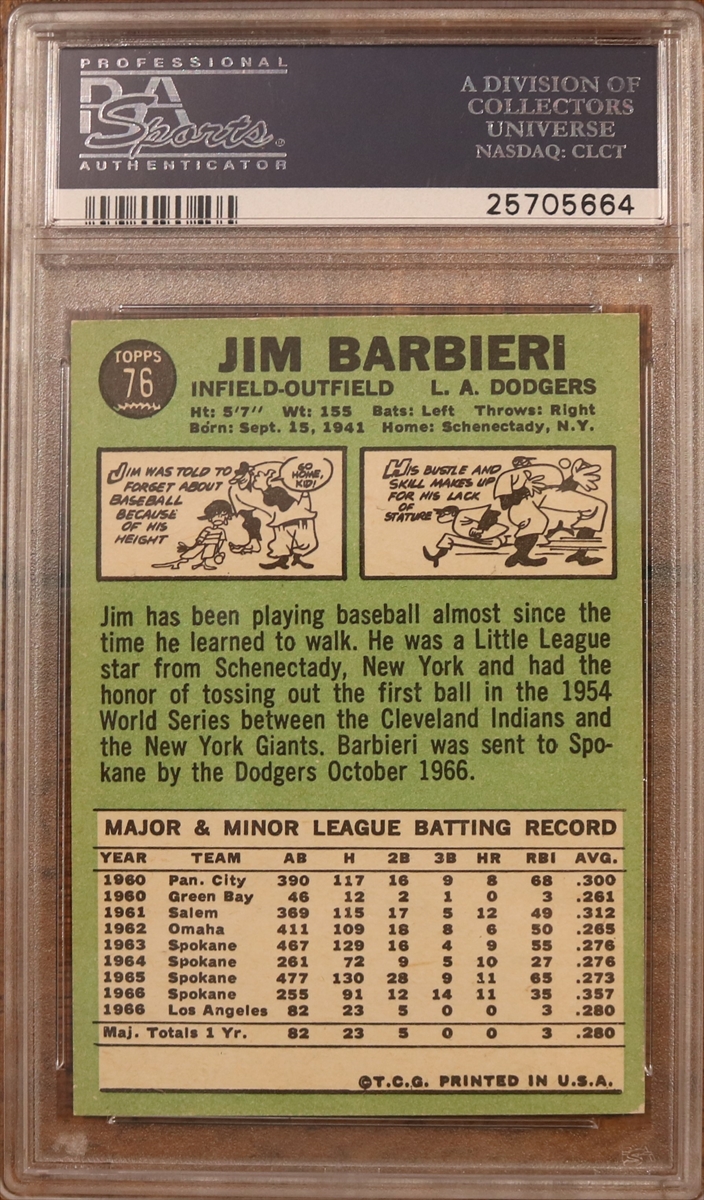 PROFESSIONAL
PSA
Sports
AUTHENTICATOR
A DIVISION OF
COLLECTORS
UNIVERSE
NASDAQ: CLCT
25705664
TOPPS
76
JIM BARBIERI
INFIELD-OUTFIELD L. A. DODGERS
Ht: 5'7" Wt: 155 Bats: Left Throws: Right
Born: Sept. 15, 1941 Home: Schenectady, N.Y.
JIM WAS TOLD TO
FORGET ABOUT
BASEBALL
BECAUSE
OF HIS
HEIGHT
GO
HOME,
KID!
HIS BUSTLE AND
SKILL MAKES UP
FOR HIS LACK
OF
STATURE
Jim has been playing baseball almost since the
time he learned to walk. He was a Little League
star from Schenectady, New York and had the
honor of tossing out the first ball in the 1954
World Series between the Cleveland Indians and
the New York Giants. Barbieri was sent to Spo-
kane by the Dodgers October 1966.
MAJOR & MINOR LEAGUE BATTING RECORD
YEAR TEAM AB H 2B 3B HR RBI AVG.
1960 Pan. City 390 117 16 9 8 68 .300
1960 Green Bay 46 12 2 1 0 3 .261
1961 Salem 369 115 17 5 12 49 .312
1962 Omaha 411 109 18 8 6 50 .265
1963 Spokane 467 129 16 4 9 55 .276
1964 Spokane 261 72 9 5 10 27 .276
1965 Spokane 477 130 28 9 11 65 .273
1966 Spokane 255 91 12 14 11 35 .357
1966 Los Angeles 82 23 5 0 0 3 .280
Maj. Totals 1 Yr. 82 23 5 0 0 3 .280
©T.C.G. PRINTED IN U.S.A.